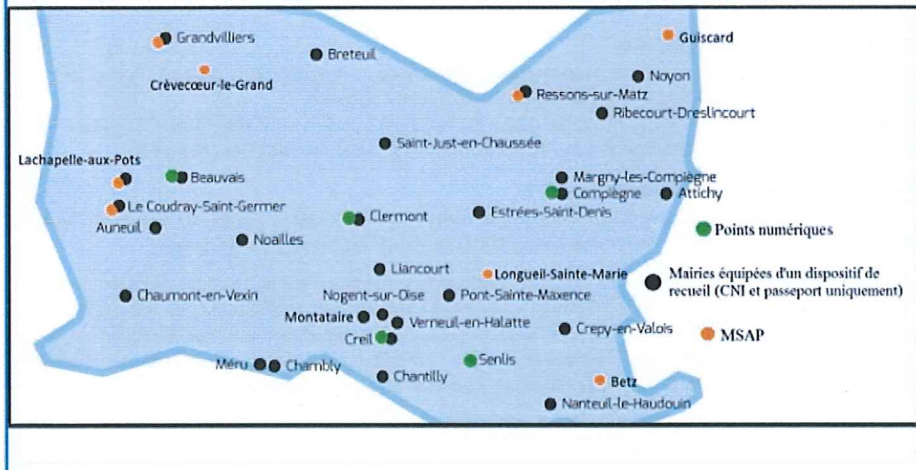 Grandvilliers
Guiscard
Breteuil
Noyon
Crèvecœur-le-Grand
Ressons-sur-Matz
Ribecourt-Dreslincourt
Saint-Just-en-Chaussée
Lachapelle-aux-Pots
Beauvais
Margny-les-Compiègne
Compiègne
Attichy
Le Coudray-Saint-Germer
Clermont
Estrées-Saint-Denis
Auneuil
Noailles
Points numériques
Liancourt
Longueil-Sainte-Marie
Mairies équipées d'un dispositif de
recueil (CNI et passeport uniquement)
Chaumont-en-Vexin
Nogent-sur-Oise
Pont-Sainte-Maxence
Montataire
Verneuil-en-Halatte
Crepy-en-Valois
MSAP
Creil
Senlis
Méru
Chambly
Chantilly
Betz
Nanteuil-le-Haudouin